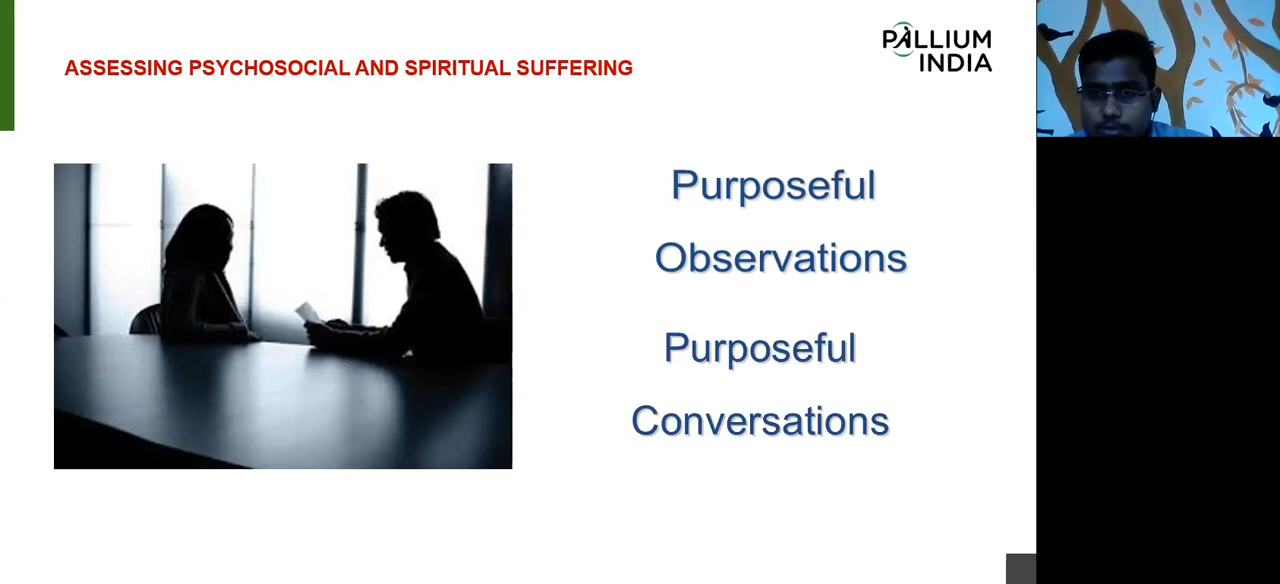 PALLIUM
INDIA
ASSESSING PSYCHOSOCIAL AND SPIRITUAL SUFFERING
Purposeful
Observations
Purposeful
Conversations